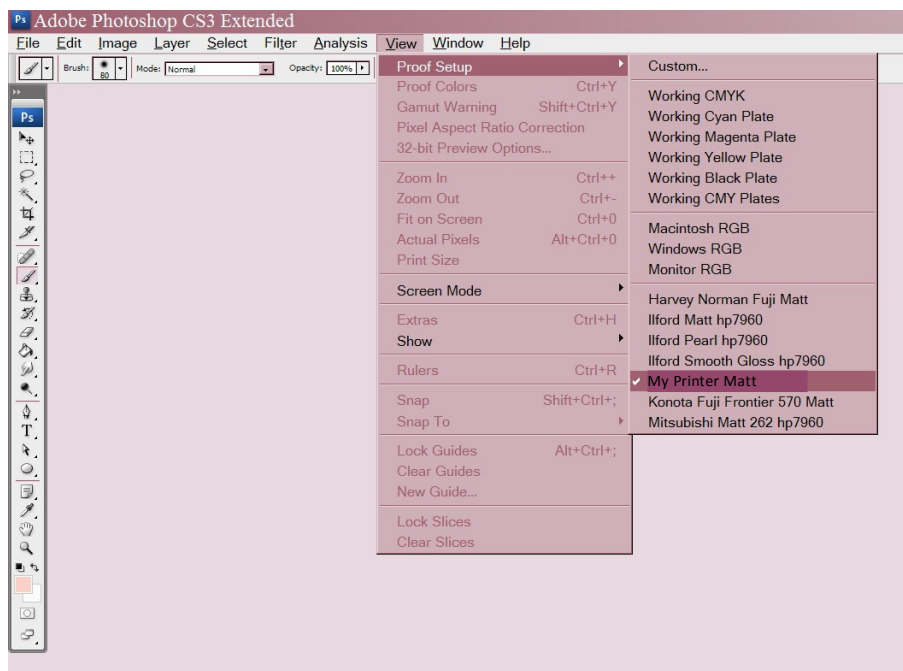 Ps Adobe Photoshop CS3 Extended
File Edit Image Layer Select Filter Analysis View Window Help
Brush: 80 Mode: Normal Opacity: 100%
Ps
T
Proof Setup
Proof Colors Ctrl+Y
Gamut Warning Shift+Ctrl+Y
Pixel Aspect Ratio Correction
32-bit Preview Options...
Zoom In Ctrl++
Zoom Out Ctrl+-
Fit on Screen Ctrl+0
Actual Pixels Alt+Ctrl+0
Print Size
Screen Mode
Extras Ctrl+H
Show
Rulers Ctrl+R
Snap Shift+Ctrl+;
Snap To
Lock Guides Alt+Ctrl+;
Clear Guides
New Guide...
Lock Slices
Clear Slices
Custom...
Working CMYK
Working Cyan Plate
Working Magenta Plate
Working Yellow Plate
Working Black Plate
Working CMY Plates
Macintosh RGB
Windows RGB
Monitor RGB
Harvey Norman Fuji Matt
Ilford Matt hp7960
Ilford Pearl hp7960
Ilford Smooth Gloss hp7960
My Printer Matt
Konota Fuji Frontier 570 Matt
Mitsubishi Matt 262 hp7960